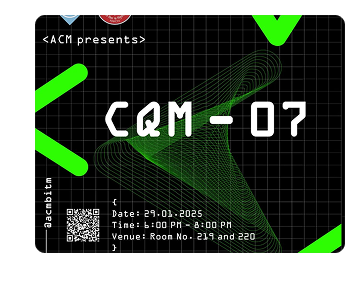 <ACM presents>
CQM-07
@acmbitm
{
Date: 29.01.2025
Time: 6:00 PM - 8:00 PM
Venue: Room No. 219 and 220
}